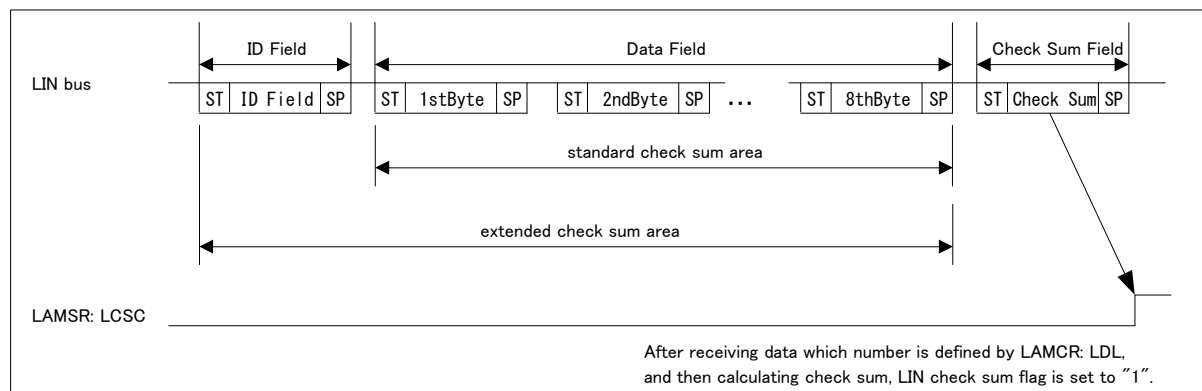 ID Field
Data Field
Check Sum Field
LIN bus
ST ID Field SP ST 1stByte SP ST 2ndByte SP ... ST 8thByte SP ST Check Sum SP
standard check sum area
extended check sum area
LAMSR: LCSC
After receiving data which number is defined by LAMCR: LDL,
and then calculating check sum, LIN check sum flag is set to "1".